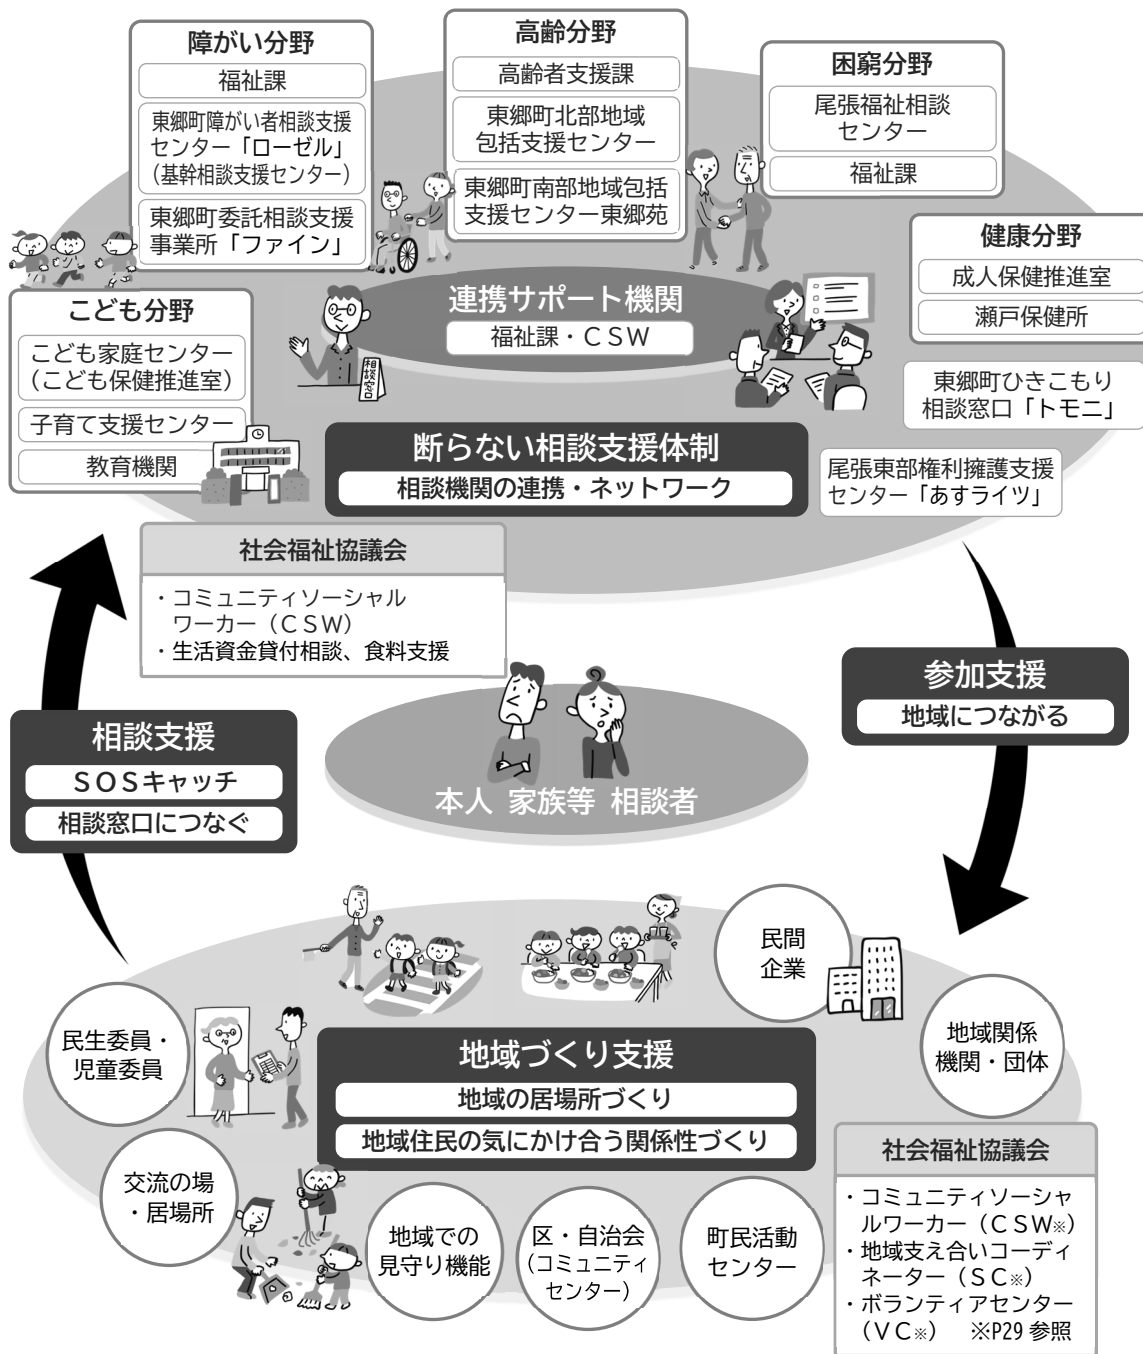 障がい分野
福祉課
東郷町障がい者相談支援
センター「ローゼル」
（基幹相談支援センター）
東郷町委託相談支援
事業所「ファイン」
高齢分野
高齢者支援課
東郷町北部地域
包括支援センター
東郷町南部地域包括
支援センター東郷苑
困窮分野
尾張福祉相談
センター
福祉課
健康分野
成人保健推進室
瀬戸保健所
こども分野
こども家庭センター
（こども保健推進室）
子育て支援センター
教育機関
連携サポート機関
福祉課・ＣＳＷ
相談窓口
東郷町ひきこもり
相談窓口「トモニ」
尾張東部権利擁護支援
センター「あすライツ」
断らない相談支援体制
相談機関の連携・ネットワーク
社会福祉協議会
・コミュニティソーシャル
ワーカー（ＣＳＷ）
・生活資金貸付相談、食料支援
参加支援
地域につながる
相談支援
ＳＯＳキャッチ
相談窓口につなぐ
本人 家族等 相談者
民間
企業
民生委員・
児童委員
地域関係
機関・団体
地域づくり支援
地域の居場所づくり
地域住民の気にかけ合う関係性づくり
交流の場
・居場所
地域での
見守り機能
区・自治会
（コミュニティ
センター）
町民活動
センター
社会福祉協議会
・コミュニティソーシャ
ルワーカー（ＣＳＷ※）
・地域支え合いコーディ
ネーター（ＳＣ※）
・ボランティアセンター
（ＶＣ※）　※P29 参照